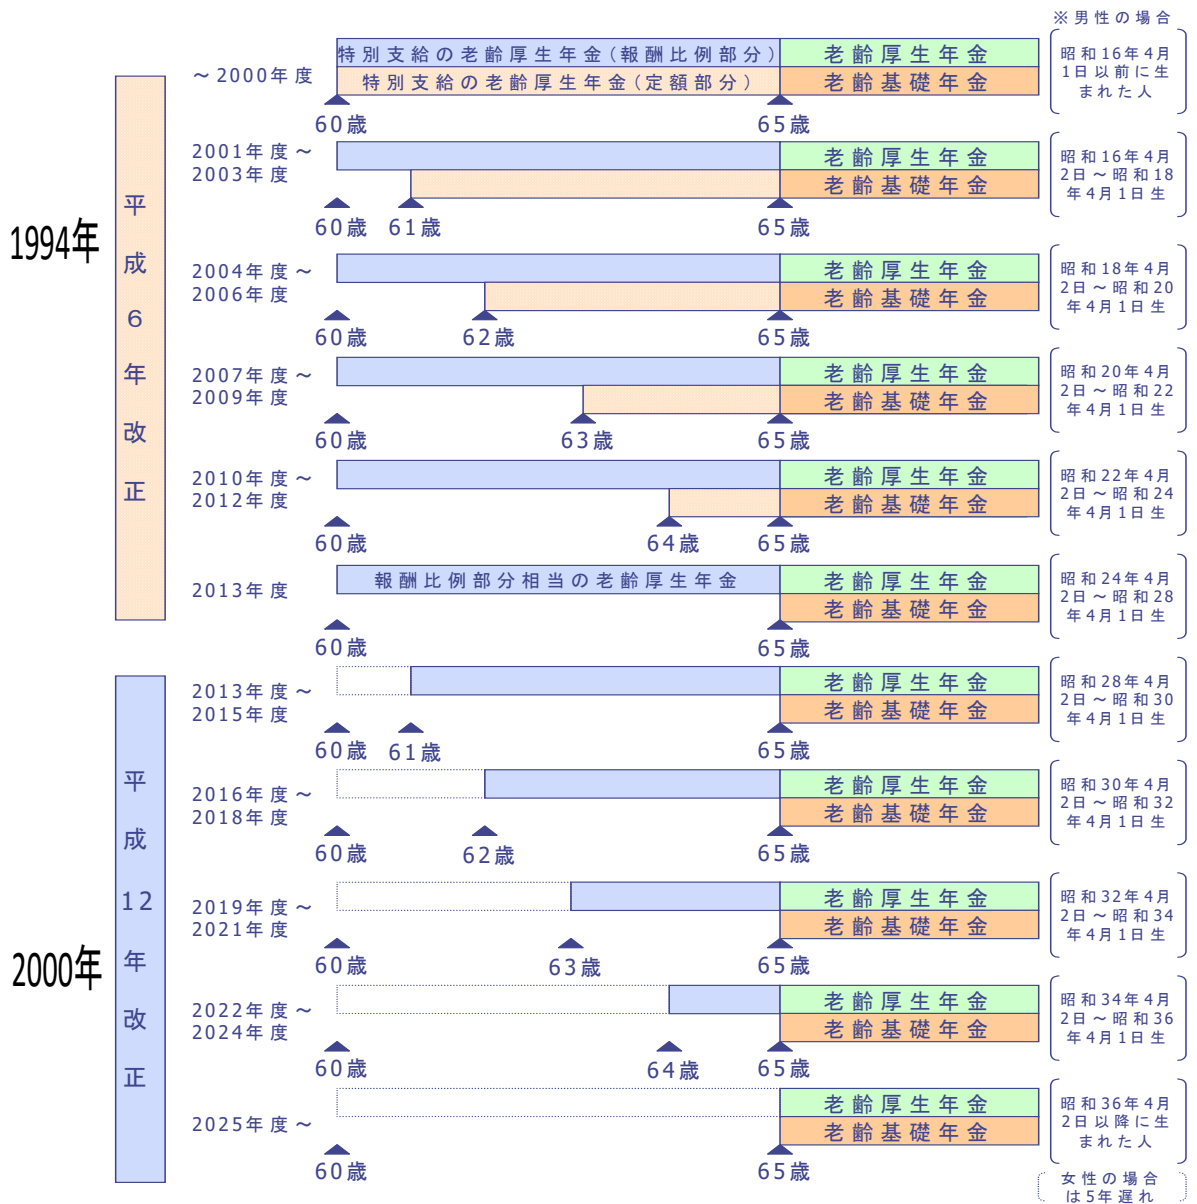 ※男性の場合
1994年
平成6年改正
～2000年度
特別支給の老齢厚生年金(報酬比例部分)
老齢厚生年金
特別支給の老齢厚生年金(定額部分)
老齢基礎年金
60歳
65歳
昭和16年4月
1日以前に生
まれた人
2001年度～
2003年度
老齢厚生年金
老齢基礎年金
60歳
61歳
65歳
昭和16年4月
2日～昭和18
年4月1日生
2004年度～
2006年度
老齢厚生年金
老齢基礎年金
60歳
62歳
65歳
昭和18年4月
2日～昭和20
年4月1日生
2007年度～
2009年度
老齢厚生年金
老齢基礎年金
60歳
63歳
65歳
昭和20年4月
2日～昭和22
年4月1日生
2010年度～
2012年度
老齢厚生年金
老齢基礎年金
60歳
64歳
65歳
昭和22年4月
2日～昭和24
年4月1日生
2013年度
報酬比例部分相当の老齢厚生年金
老齢厚生年金
老齢基礎年金
60歳
65歳
昭和24年4月
2日～昭和28
年4月1日生
2000年
平成12年改正
2013年度～
2015年度
老齢厚生年金
老齢基礎年金
60歳
61歳
65歳
昭和28年4月
2日～昭和30
年4月1日生
2016年度～
2018年度
老齢厚生年金
老齢基礎年金
60歳
62歳
65歳
昭和30年4月
2日～昭和32
年4月1日生
2019年度～
2021年度
老齢厚生年金
老齢基礎年金
60歳
63歳
65歳
昭和32年4月
2日～昭和34
年4月1日生
2022年度～
2024年度
老齢厚生年金
老齢基礎年金
60歳
64歳
65歳
昭和34年4月
2日～昭和36
年4月1日生
2025年度～
老齢厚生年金
老齢基礎年金
60歳
65歳
昭和36年4月
2日以降に生
まれた人
女性の場合
は5年遅れ